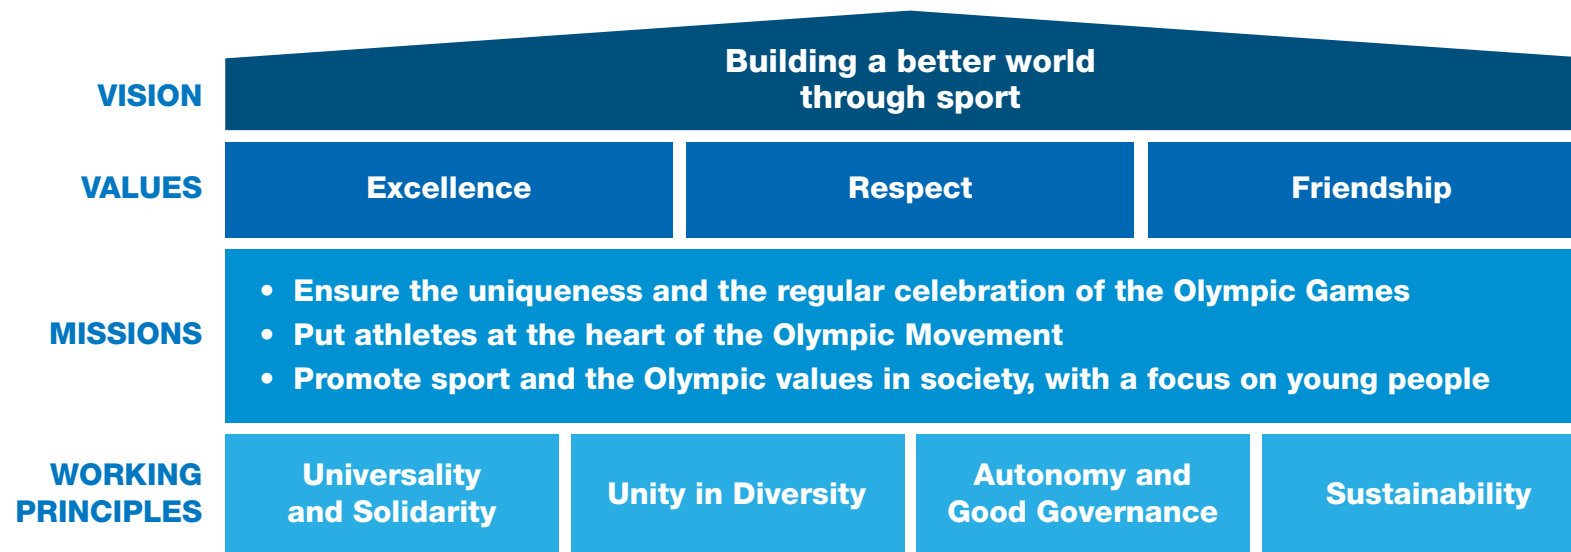 VISION
Building a better world
through sport
VALUES
Excellence
Respect
Friendship
MISSIONS
• Ensure the uniqueness and the regular celebration of the Olympic Games
• Put athletes at the heart of the Olympic Movement
• Promote sport and the Olympic values in society, with a focus on young people
WORKING
PRINCIPLES
Universality
and Solidarity
Unity in Diversity
Autonomy and
Good Governance
Sustainability